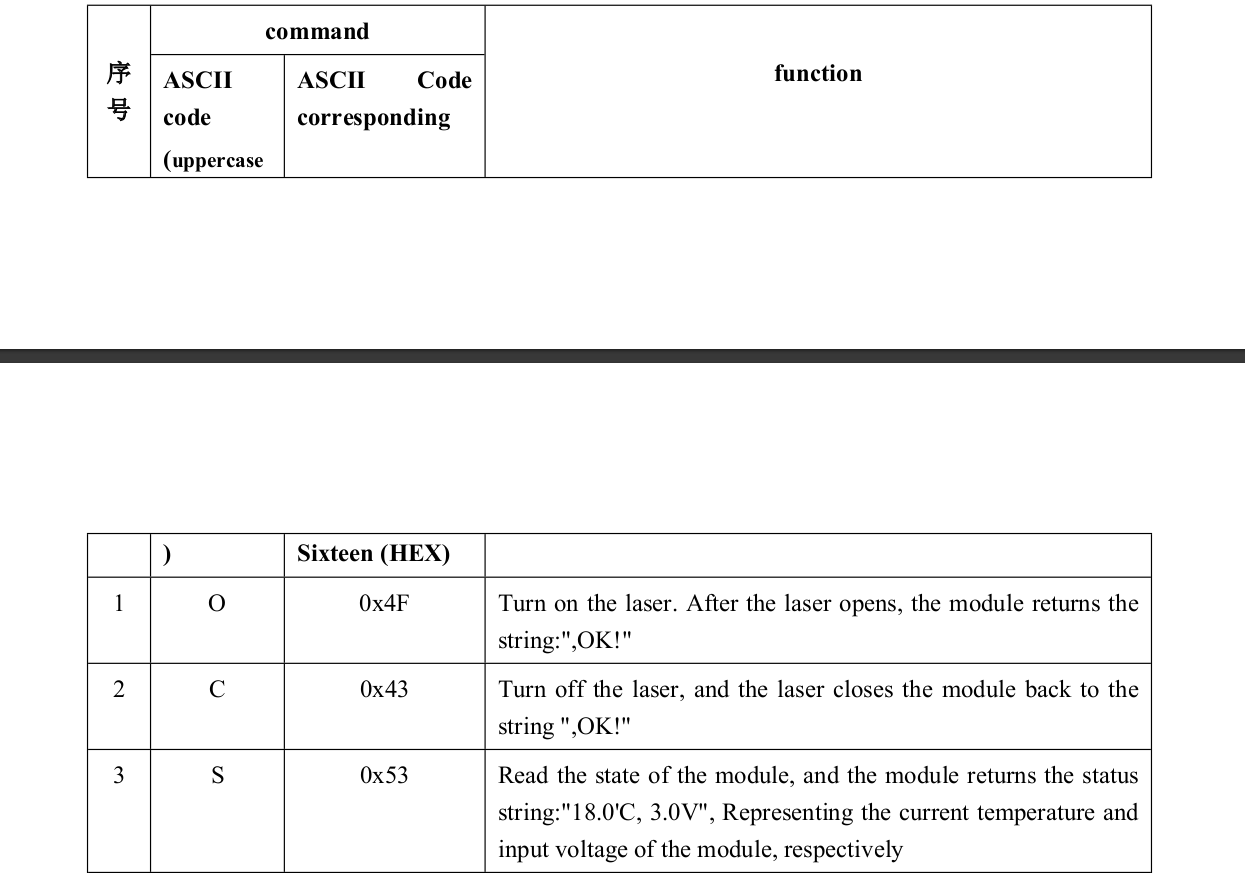 序号
command
function
ASCII
code
(uppercase
ASCII Code
corresponding
)
Sixteen (HEX)
1
O
0x4F
Turn on the laser. After the laser opens, the module returns the
string:",OK!"
2
C
0x43
Turn off the laser, and the laser closes the module back to the
string ",OK!"
3
S
0x53
Read the state of the module, and the module returns the status
string:"18.0'C, 3.0V", Representing the current temperature and
input voltage of the module, respectively